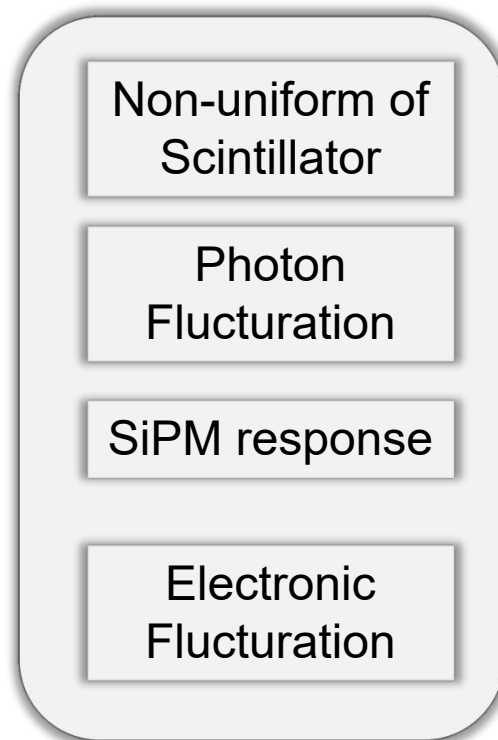 Non-uniform of
Scintillator
Photon
Flucturation
SiPM response
Electronic
Flucturation